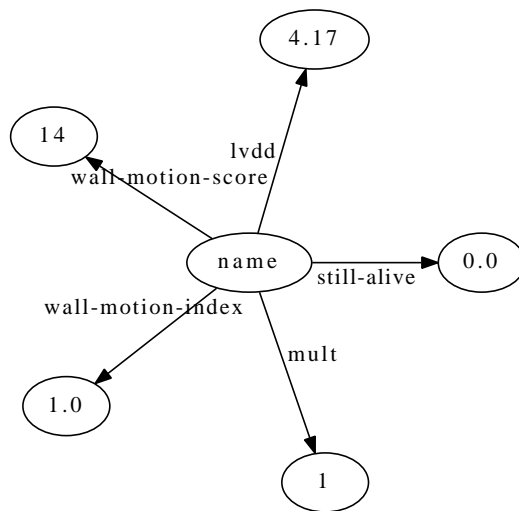 4.17
14
lvdd
wall-motion-score
name
0.0
still-alive
wall-motion-index
mult
1.0
1